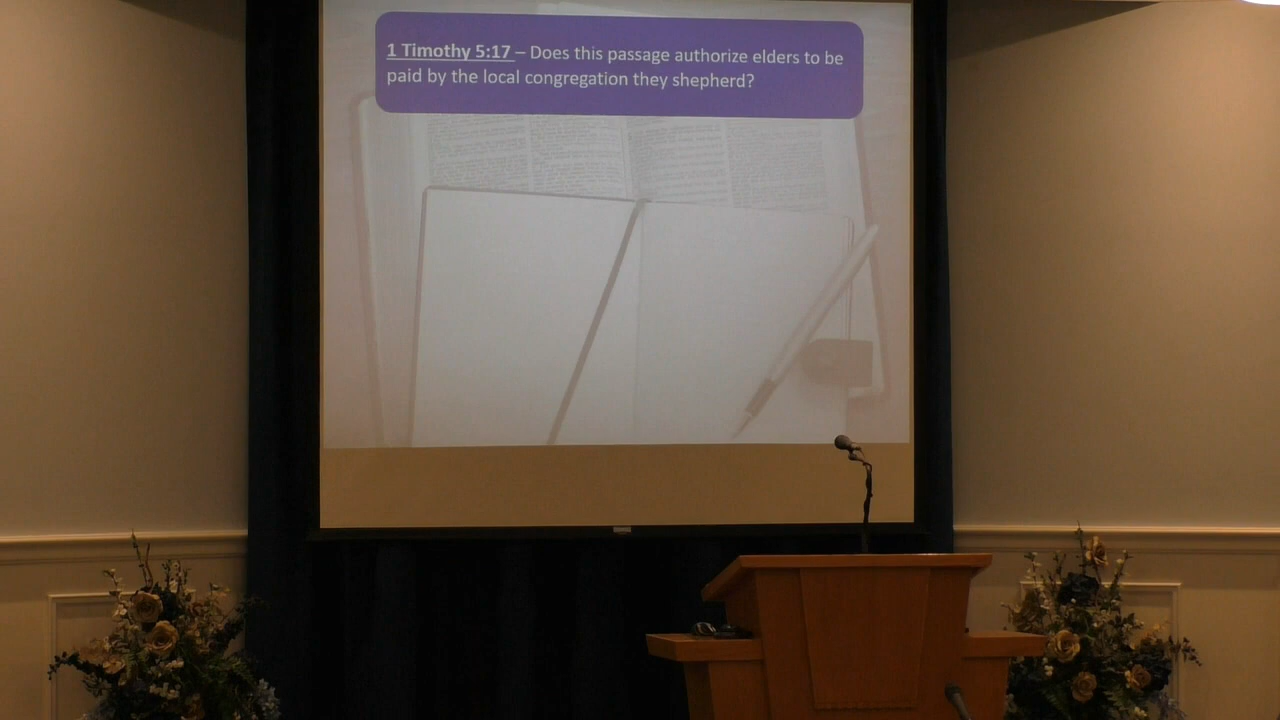 1 Timothy 5:17 – Does this passage authorize elders to be
paid by the local congregation they shepherd?